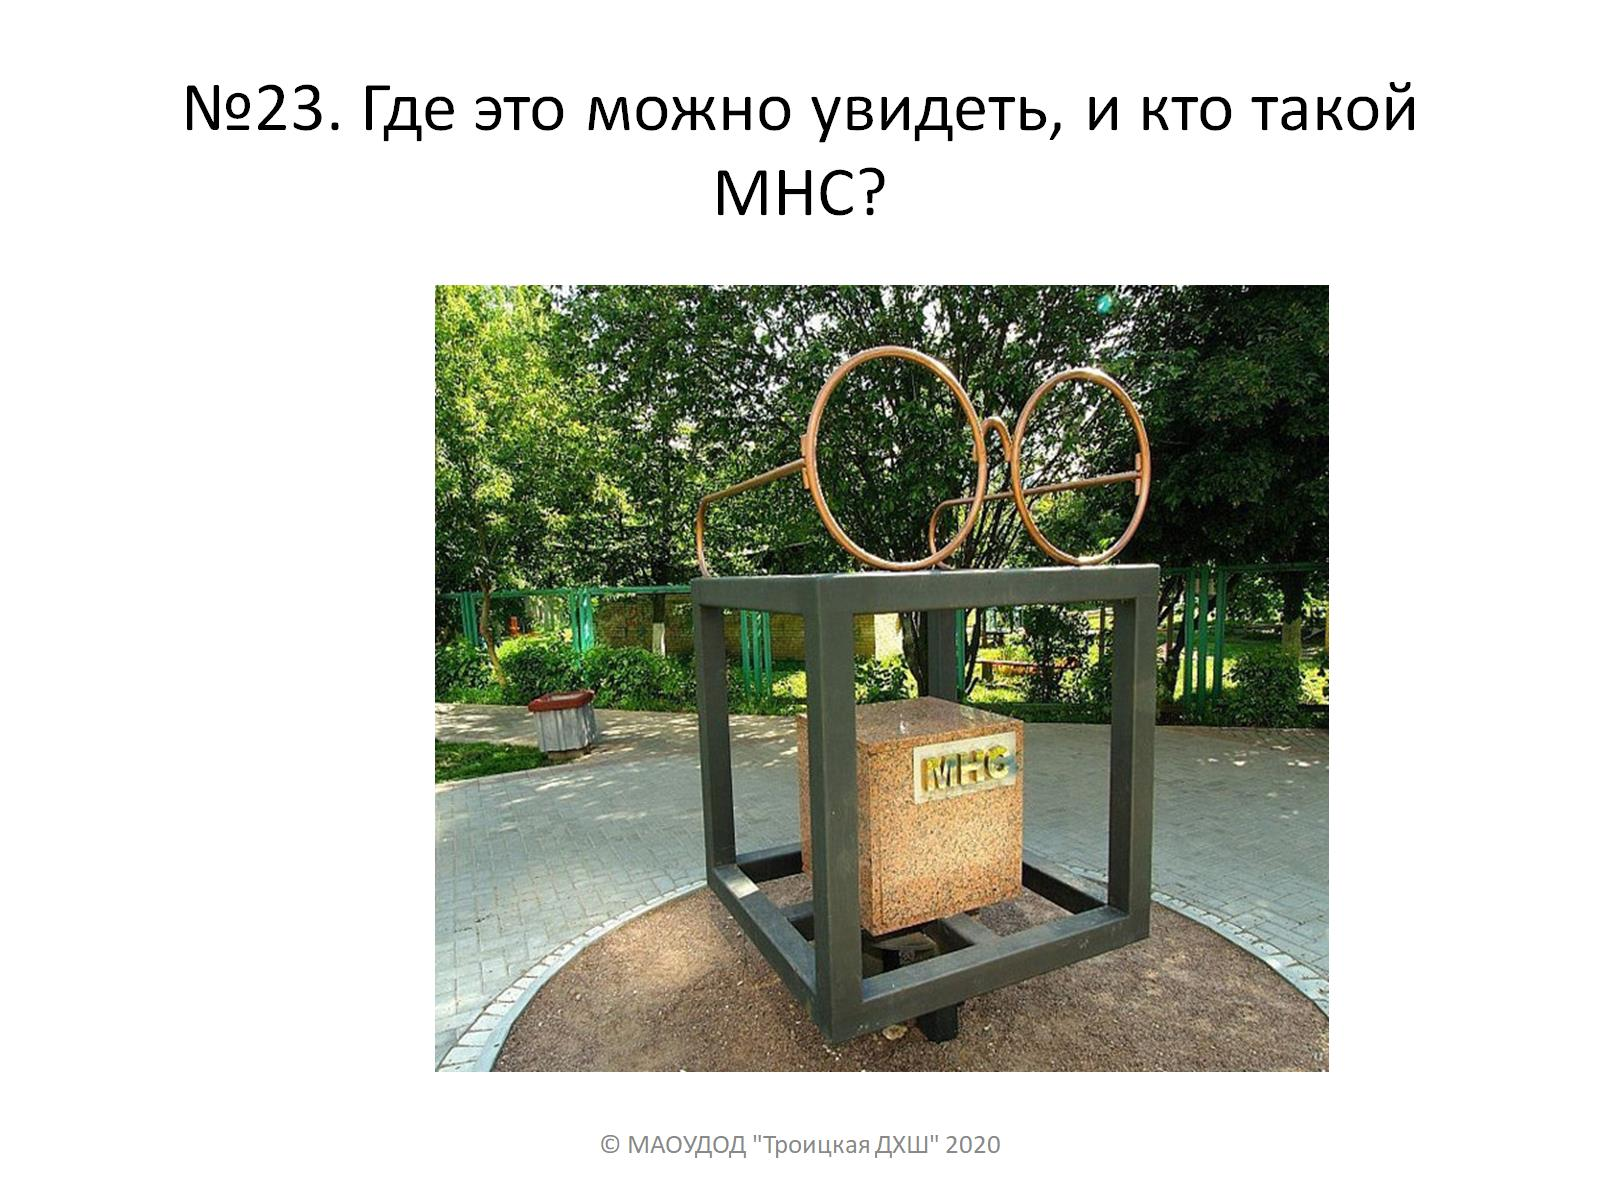 №23. Где это можно увидеть, и кто такой
МНС?
МНС
© МАОУДОД "Троицкая ДХШ" 2020